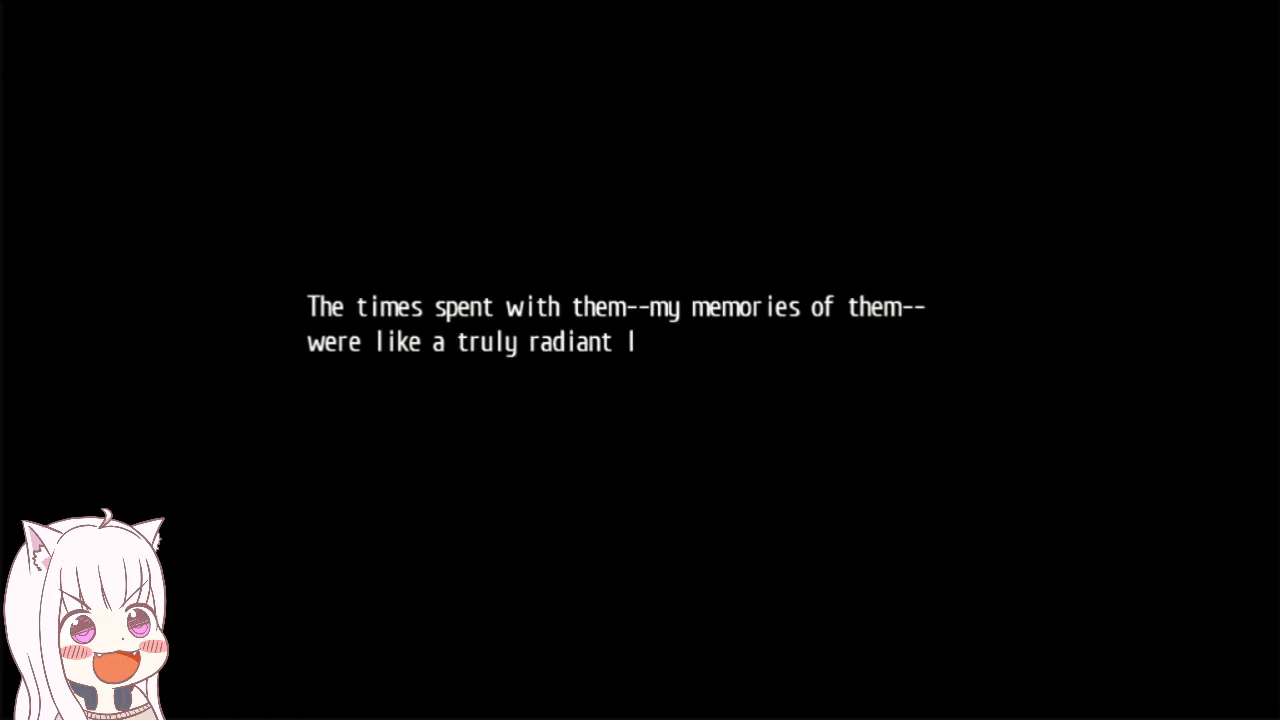 The times spent with them--my memories of them--
were like a truly radiant l